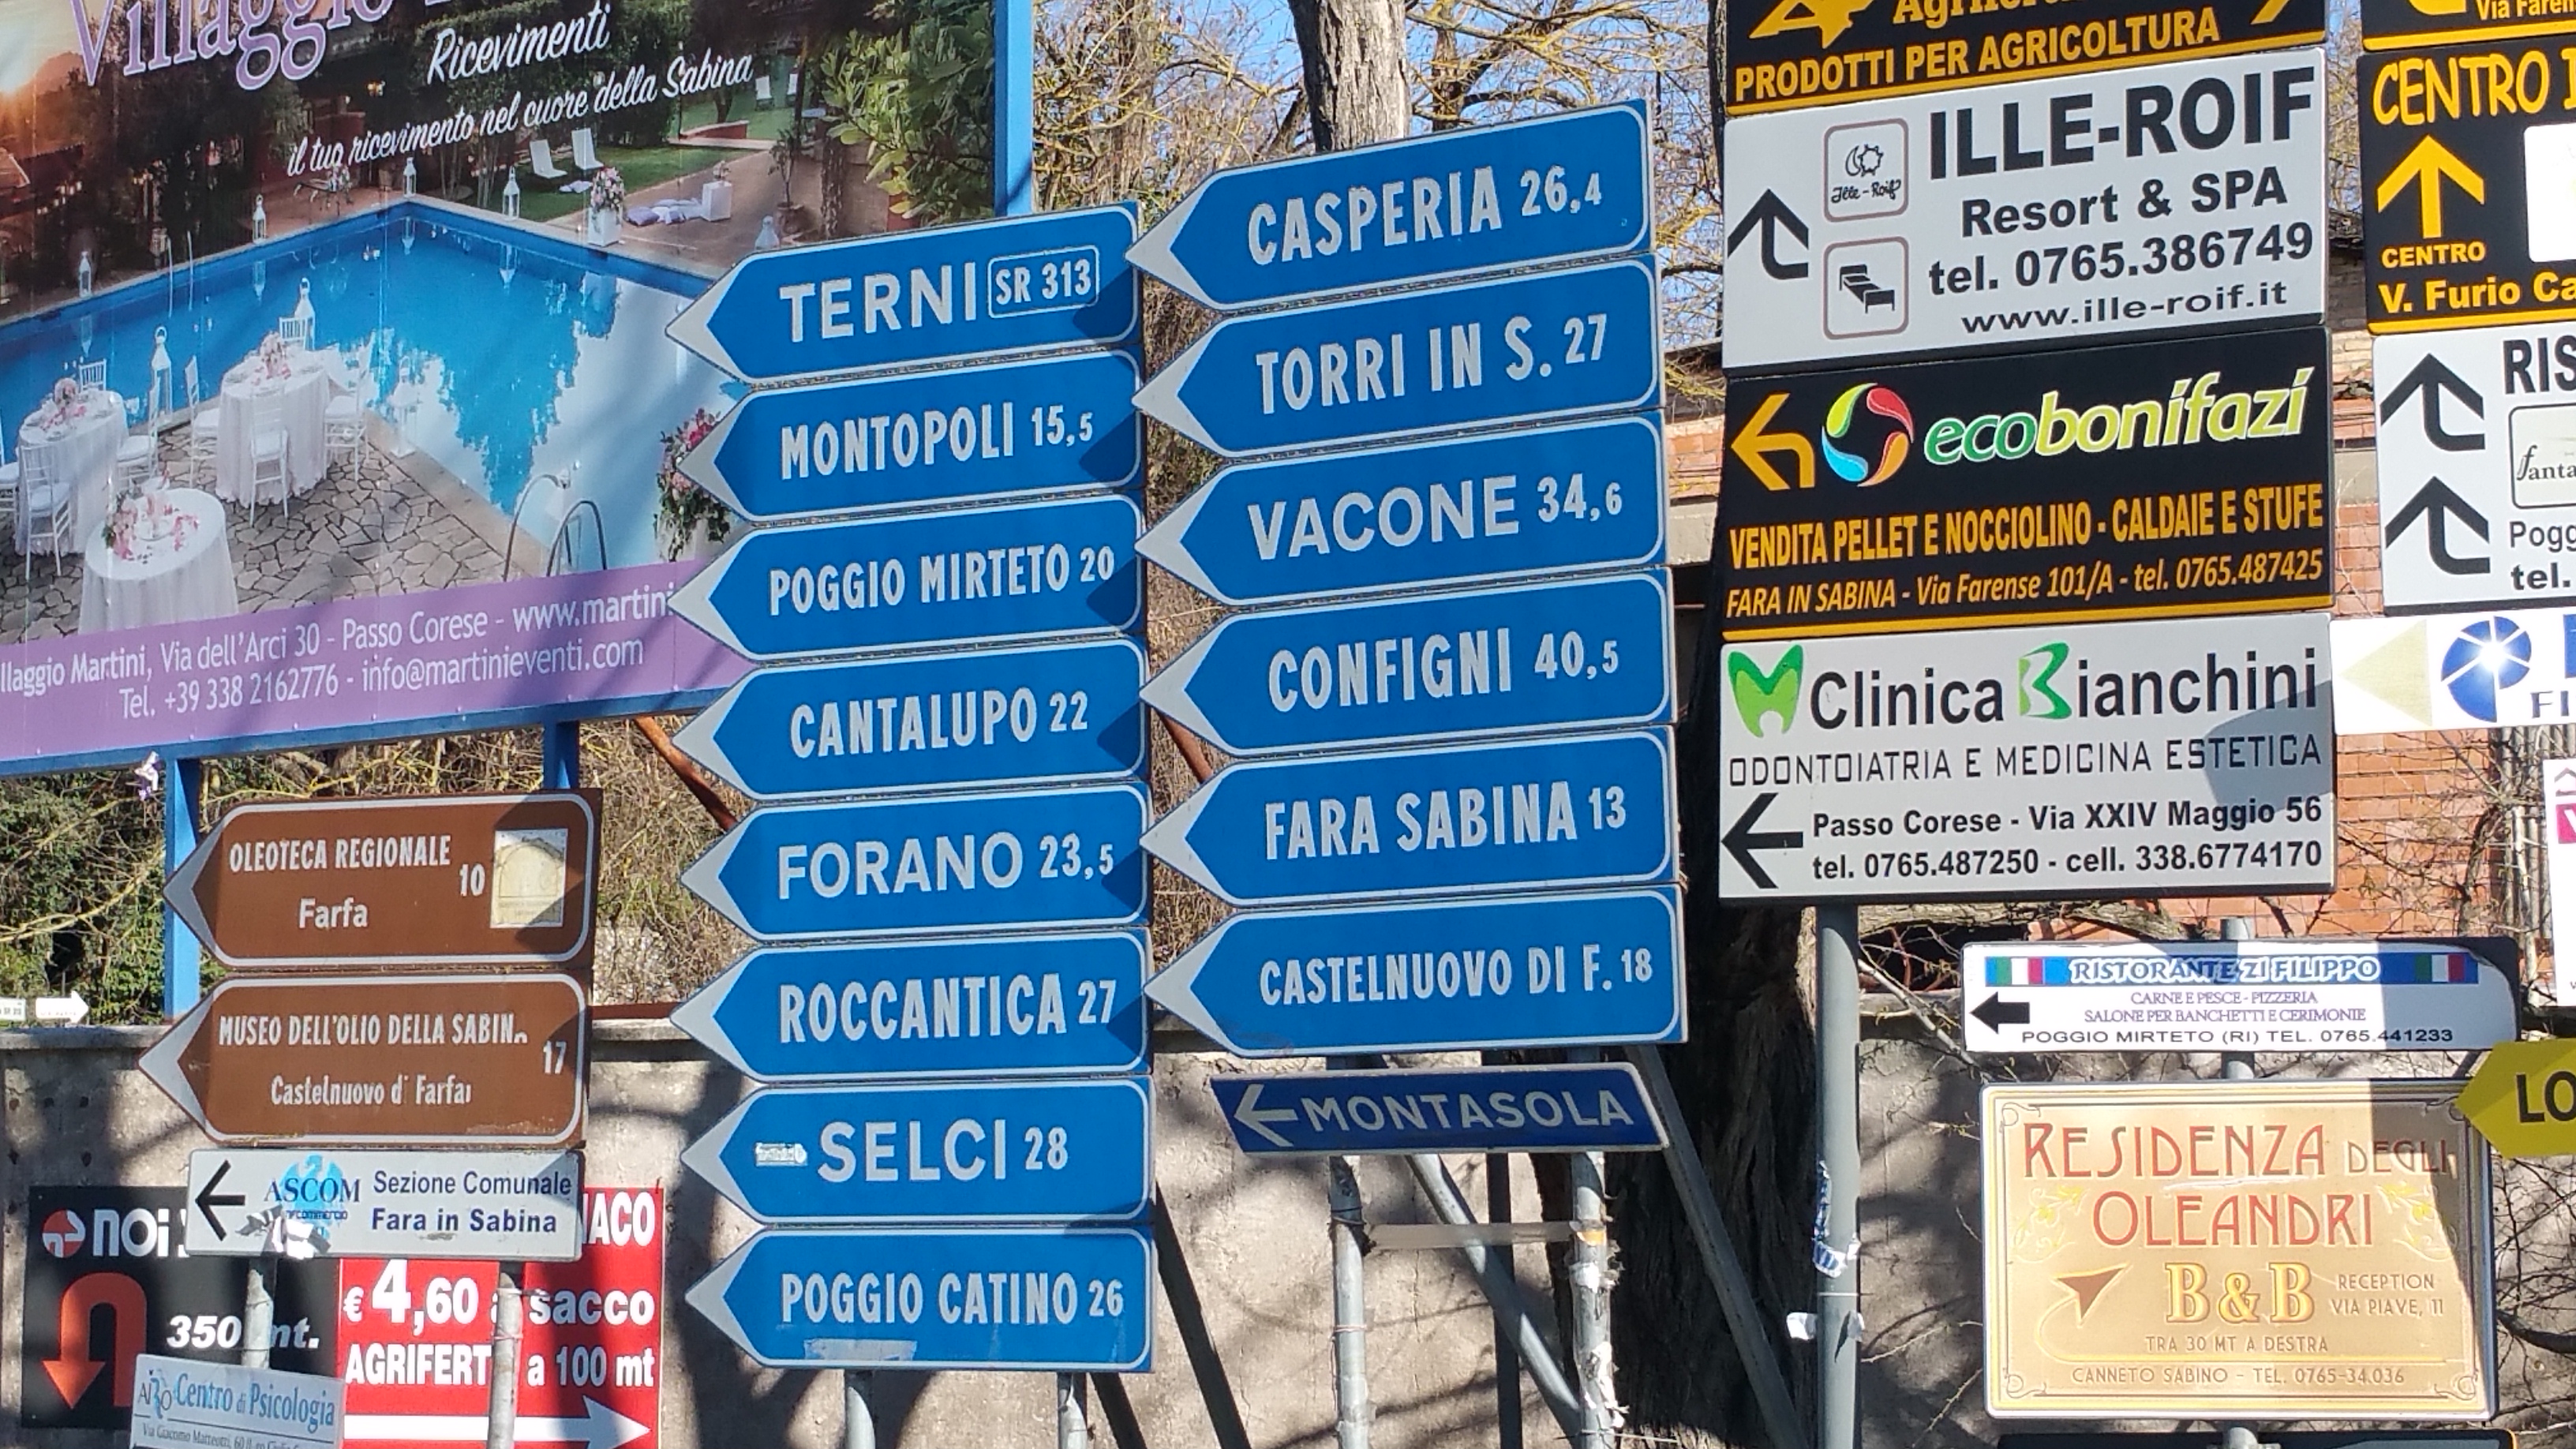 Villaggio
Ricevimenti
il tuo ricevimento nel cuore della Sabina
Martini, Via dell'Arci 30 - Passo Corese -
Tel. +39 338 2162776 - info@martinieventi.com
OLEOTECA REGIONALE
Farfa
10
MUSEO DELL'OLIO DELLA
Castelnuovo di Farfa
17
ASCOM
Sezione Comunale
Fara in Sabina
noi
350 mt.
€ 4,60 a sacco
AGRIFERT a 100 mt
Centro di Psicologia
Via Giacomo Matteotti, 60
TERNI SR 313
MONTOPOLI 15,5
POGGIO MIRTETO 20
CANTALUPO 22
FORANO 23,5
ROCCANTICA 27
SELCI 28
POGGIO CATINO 26
CASPERIA 26,4
TORRI IN S. 27
VACONE 34,6
CONFIGNI 40,5
FARA SABINA 13
CASTELNUOVO DI F. 18
MONTASOLA
PRODOTTI PER AGRICOLTURA
Ille-Roif
ILLE-ROIF
Resort & SPA
tel. 0765.386749
www.ille-roif.it
ecobonifazi
VENDITA PELLET E NOCCIOLINO - CALDAIE E STUFE
FARA IN SABINA - Via Farense 101/A - tel. 0765.487425
Clinica Bianchini
ODONTOIATRIA E MEDICINA ESTETICA
Passo Corese - Via XXIV Maggio 56
tel. 0765.487250 - cell. 338.6774170
RISTORANTE ZI FILIPPO
CARNE E PESCE - PIZZERIA
SALONE PER BANCHETTI E CERIMONIE
POGGIO MIRTETO (RI) TEL. 0765.441233
RESIDENZA DEGLI
OLEANDRI
B&B
RECEPTION
VIA PIAVE, 11
TRA 30 MT A DESTRA
CANNETO SABINO - TEL. 0765-34.036
CENTRO
CENTRO
V. Furio
tel.